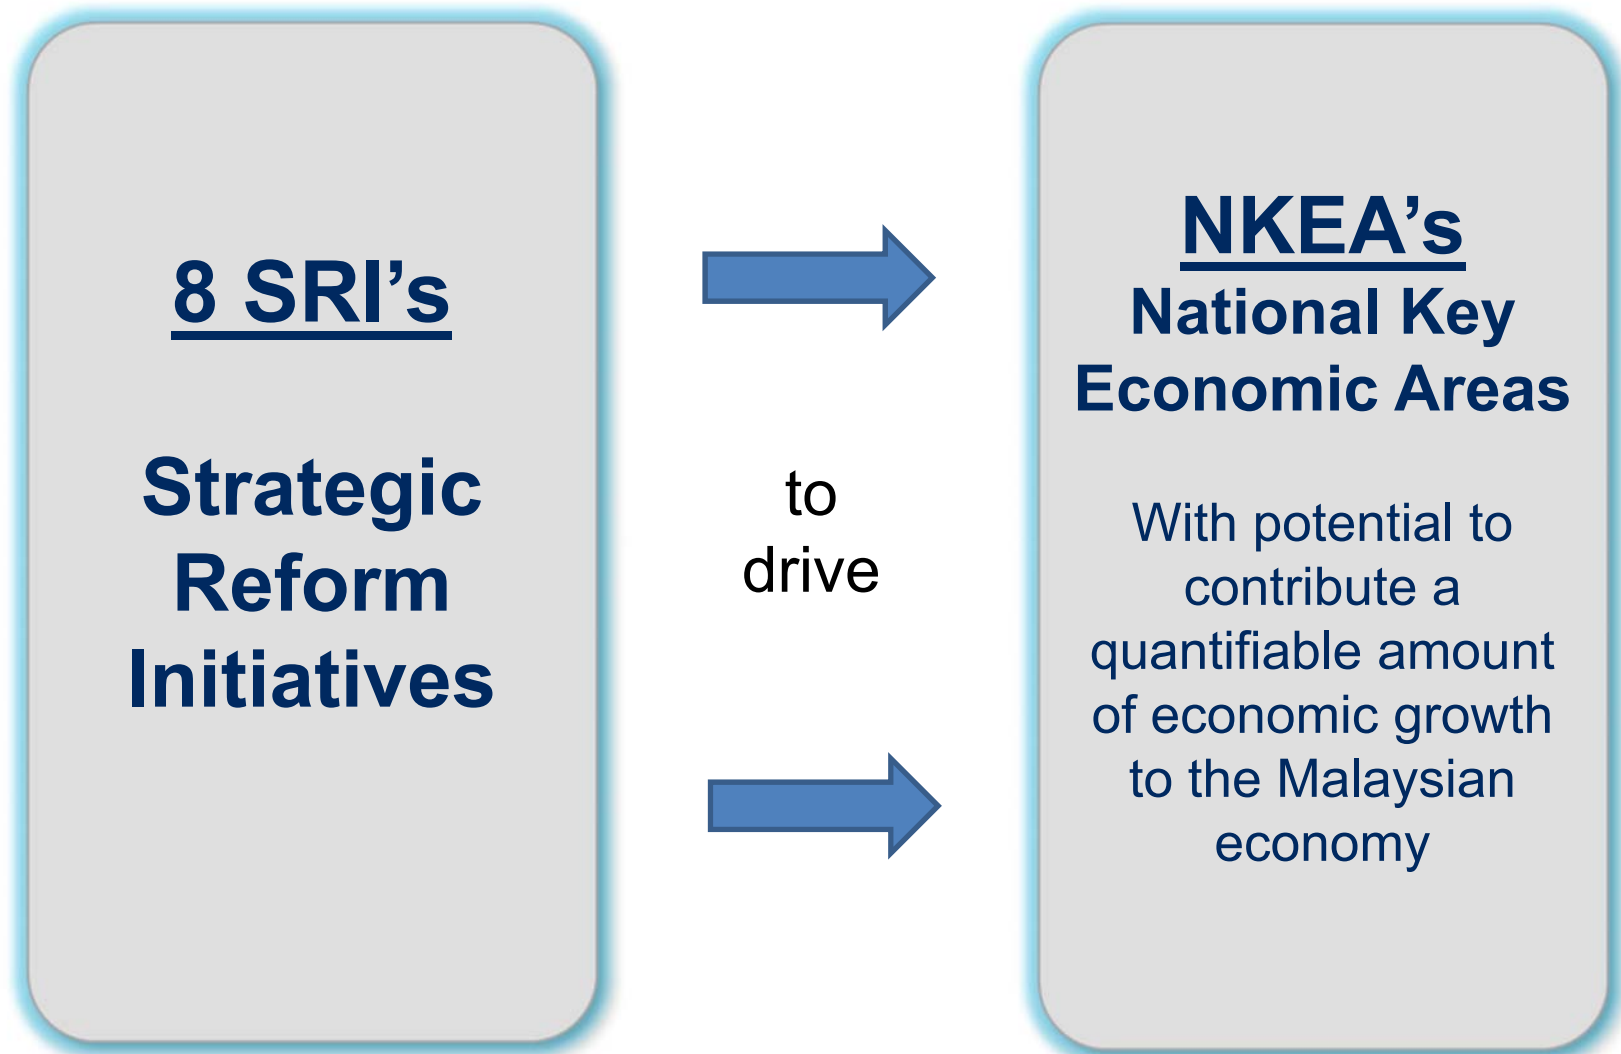 8 SRI’s
Strategic
Reform
Initiatives
to
drive
NKEA’s
National Key
Economic Areas
With potential to
contribute a
quantifiable amount
of economic growth
to the Malaysian
economy